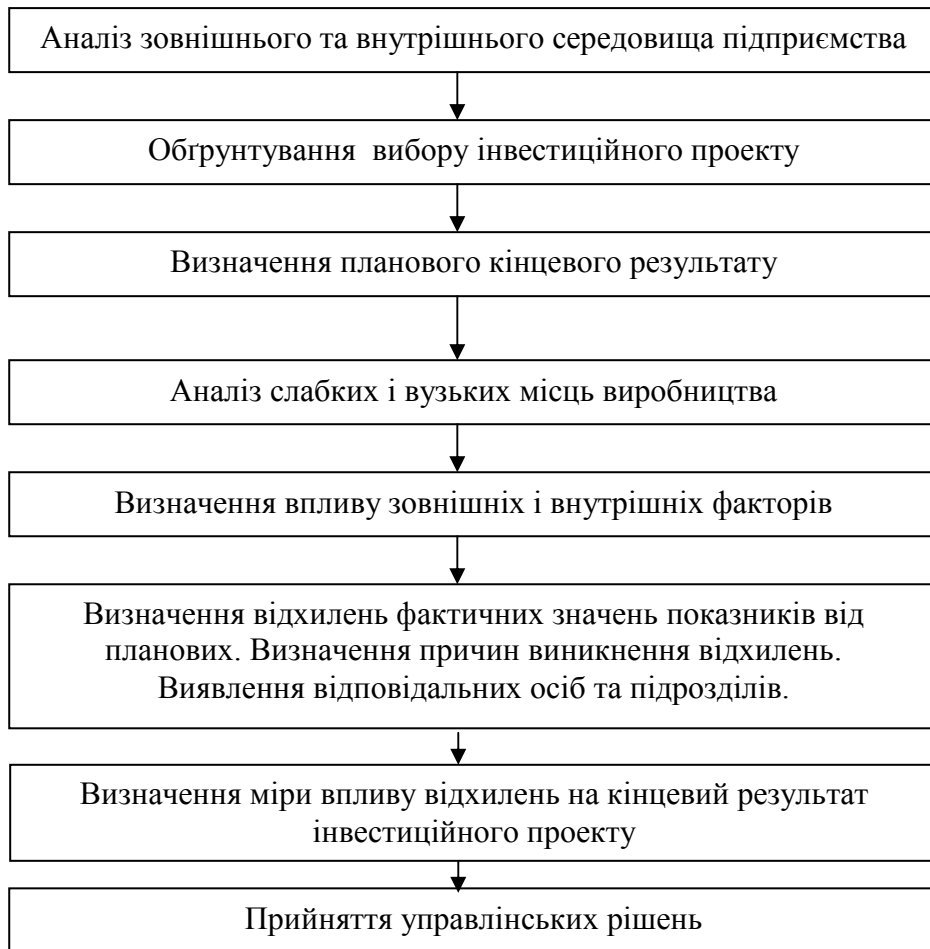 Аналіз зовнішнього та внутрішнього середовища підприємства
Обґрунтування вибору інвестиційного проекту
Визначення планового кінцевого результату
Аналіз слабких і вузьких місць виробництва
Визначення впливу зовнішніх і внутрішніх факторів
Визначення відхилень фактичних значень показників від
планових. Визначення причин виникнення відхилень.
Виявлення відповідальних осіб та підрозділів.
Визначення міри впливу відхилень на кінцевий результат
інвестиційного проекту
Прийняття управлінських рішень